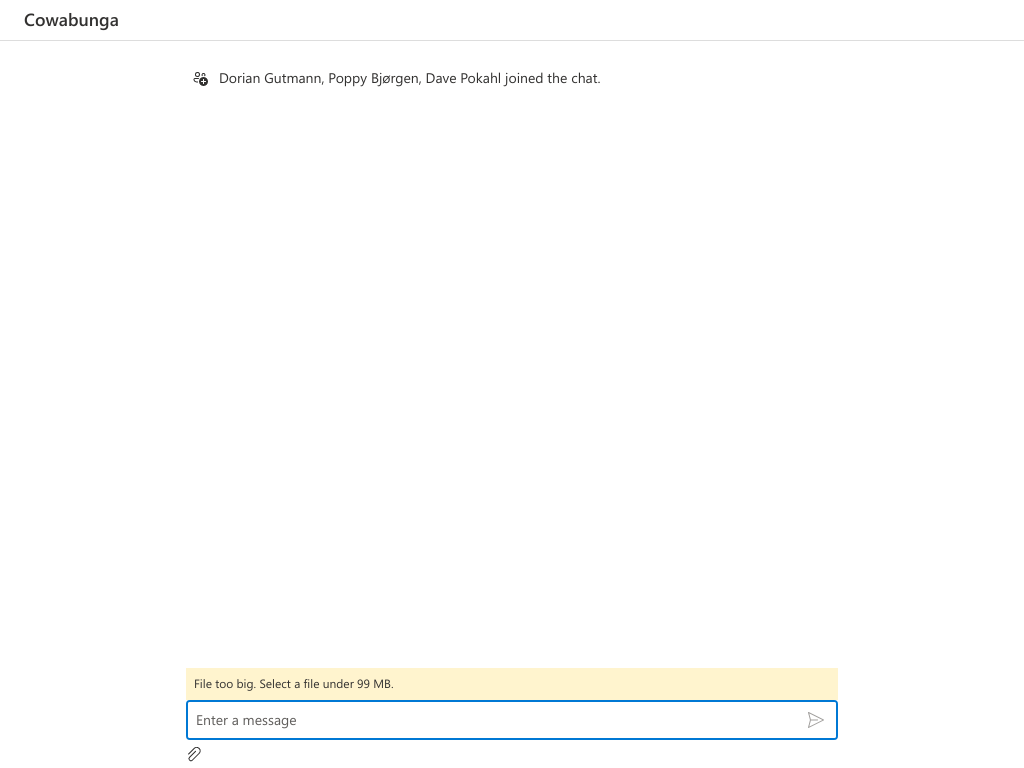 Cowabunga
Dorian Gutmann, Poppy Bjørgen, Dave Pokahl joined the chat.
File too big. Select a file under 99 MB.
Enter a message